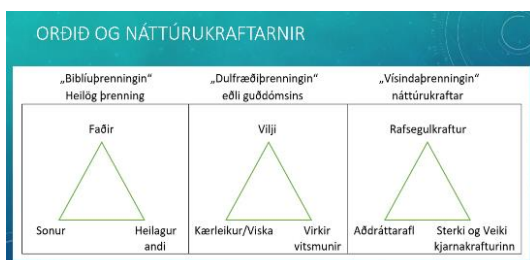 ORÐIÐ OG NÁTTÚRUKRAFTARNIR
„Biblíuþrenningin“
Heilög þrenning
Faðir
Sonur
Heilagur
andi
„Dulfræðiþrenningin“
eðli guðdómsins
Vilji
Kærleikur/Viska
Virkir
vitsmunir
„Vísindaþrenningin“
náttúrukraftar
Rafsegulkraftur
Aðdráttarafl
Sterki og Veiki
kjarnakrafturinn